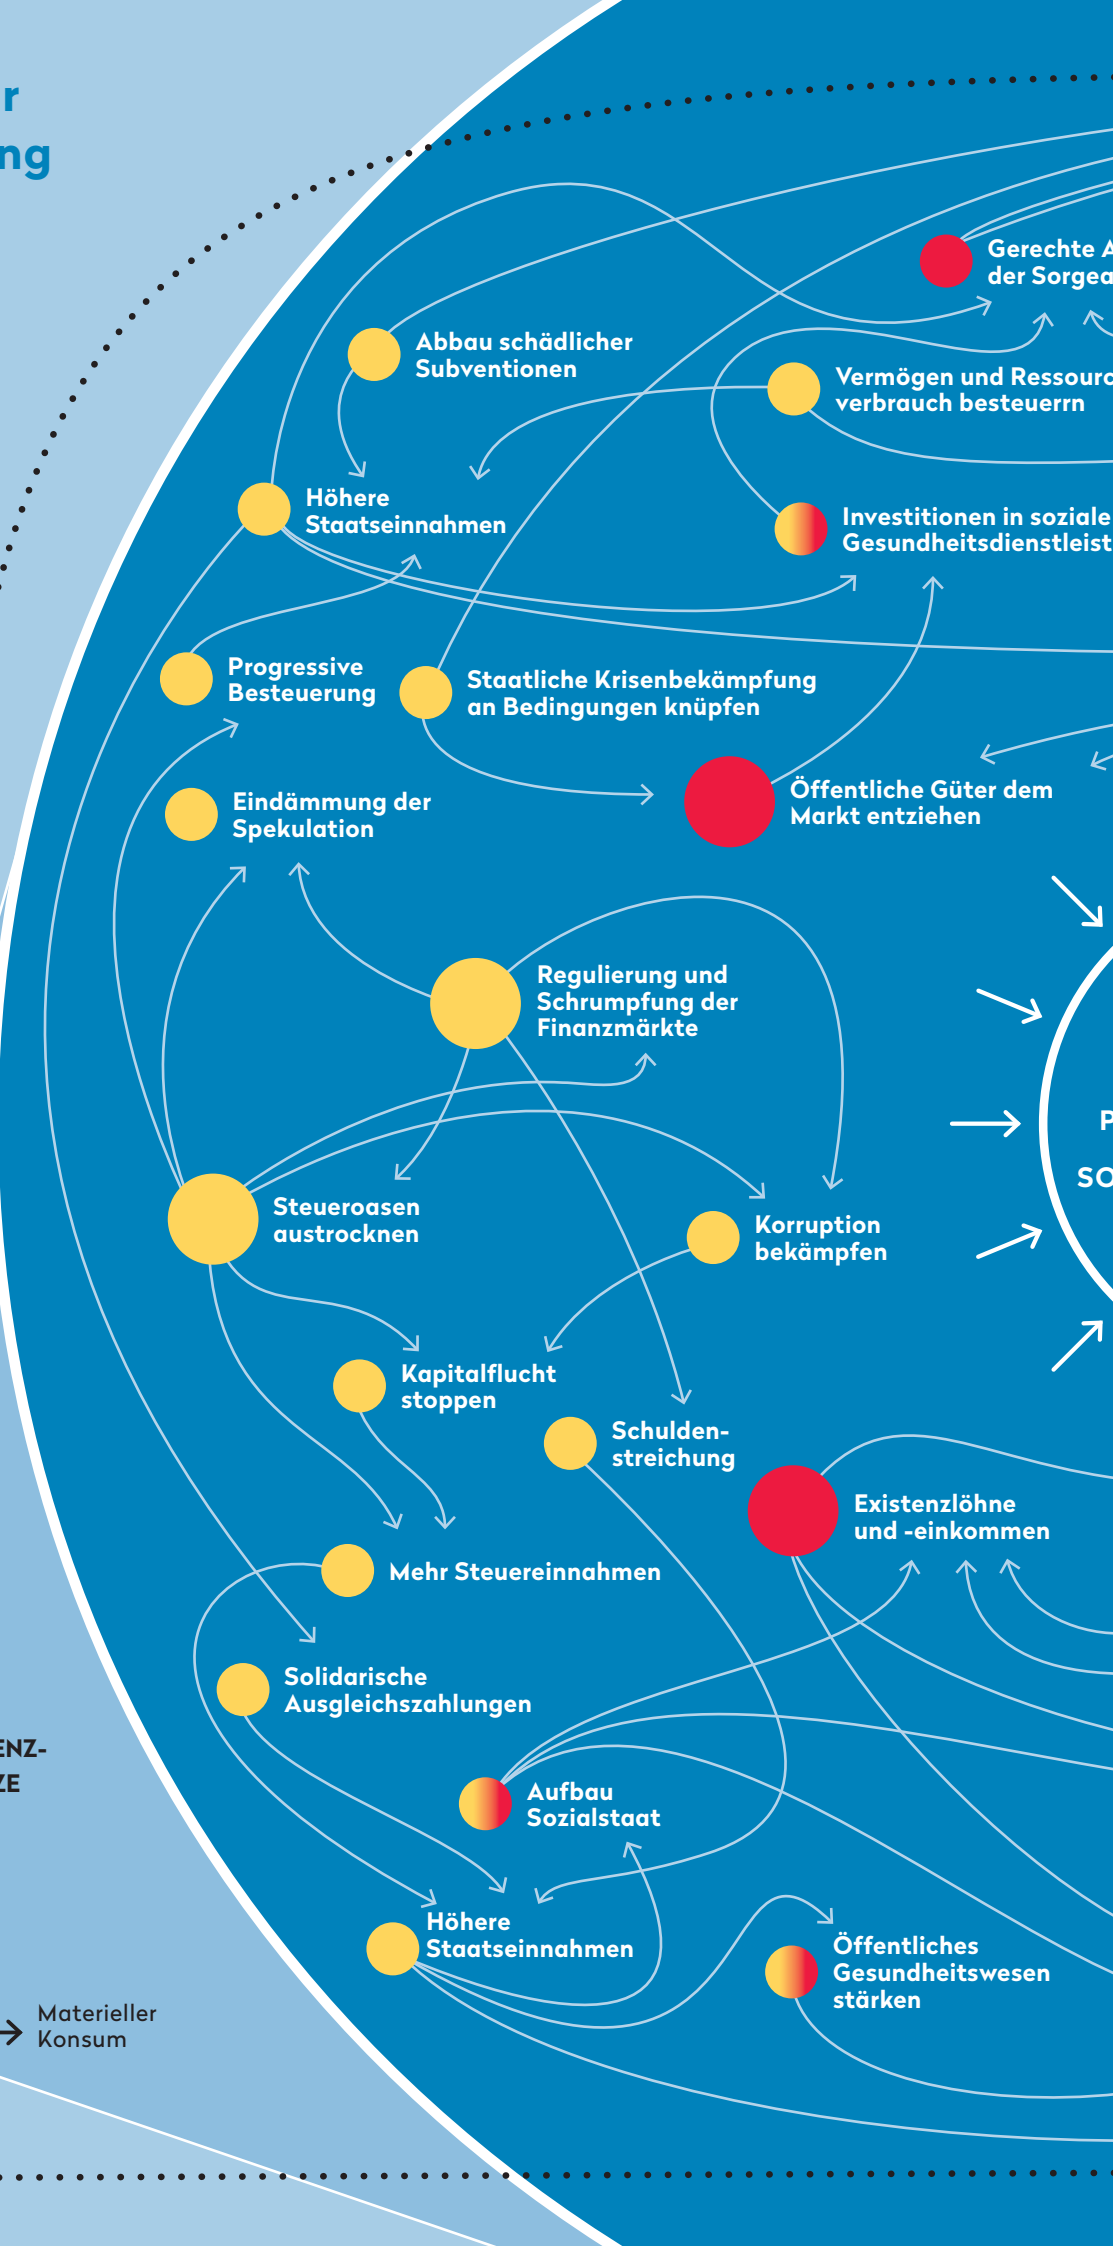 r
ng
Gerechte A
der Sorgea
Abbau schädlicher
Subventionen
Vermögen und Ressourc
verbrauch besteuerrn
Höhere
Staatseinnahmen
Investitionen in soziale
Gesundheitsdienstleist
Progressive
Besteuerung
Staatliche Krisenbekämpfung
an Bedingungen knüpfen
Öffentliche Güter dem
Markt entziehen
Eindämmung der
Spekulation
Regulierung und
Schrumpfung der
Finanzmärkte
P
SO
Steueroasen
austrocknen
Korruption
bekämpfen
Kapitalflucht
stoppen
Schulden-
streichung
Existenzlöhne
und -einkommen
Mehr Steuereinnahmen
Solidarische
Ausgleichszahlungen
ENZ-
ZE
Aufbau
Sozialstaat
Höhere
Staatseinnahmen
Öffentliches
Gesundheitswesen
stärken
Materieller
Konsum